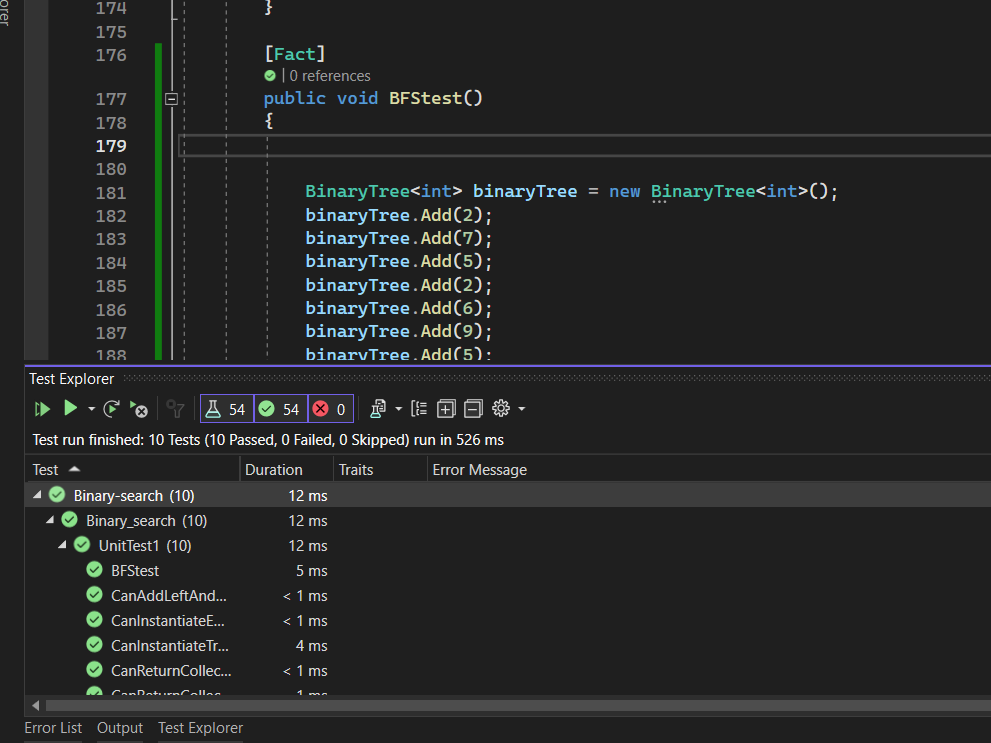 orer
174 }
175
176 [Fact]
| 0 references
177 public void BFStest()
178 {
179
180
181 BinaryTree<int> binaryTree = new BinaryTree<int>();
182 binaryTree.Add(2);
183 binaryTree.Add(7);
184 binaryTree.Add(5);
185 binaryTree.Add(2);
186 binaryTree.Add(6);
187 binaryTree.Add(9);
188 binaryTree.Add(5);
Test Explorer
54 54 0
Test run finished: 10 Tests (10 Passed, 0 Failed, 0 Skipped) run in 526 ms
Test Duration Traits Error Message
Binary-search (10) 12 ms
Binary_search (10) 12 ms
UnitTest1 (10) 12 ms
BFStest 5 ms
CanAddLeftAnd... < 1 ms
CanInstantiateE... < 1 ms
CanInstantiateTr... 4 ms
CanReturnCollec... < 1 ms
CanReturnCollec... 1 ms
Error List Output Test Explorer